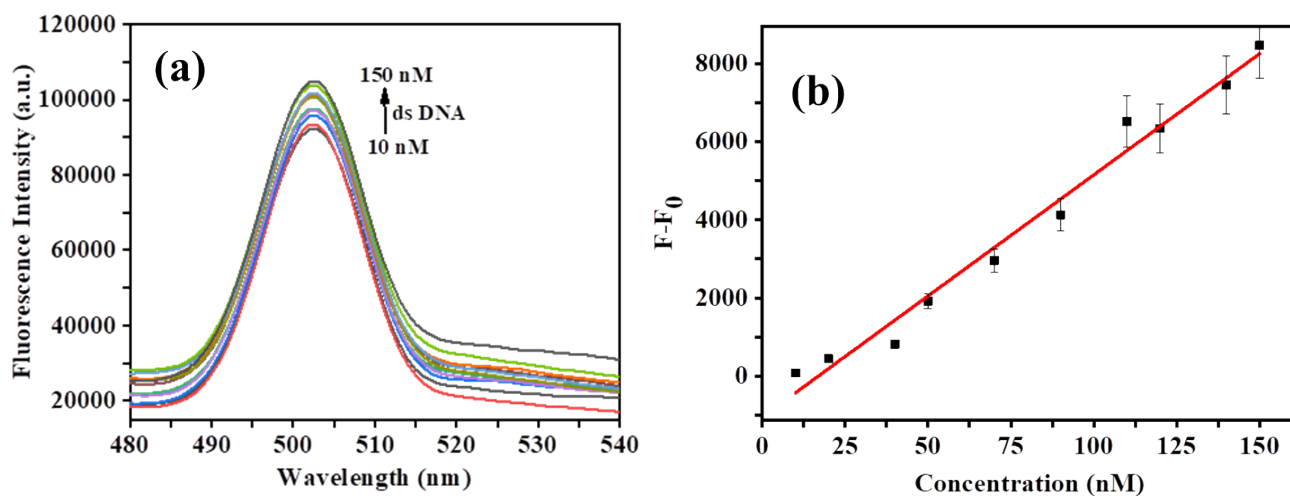 (a)
150 nM
ds DNA
10 nM
Fluorescence Intensity (a.u.)
120000
100000
80000
60000
40000
20000
480 490 500 510 520 530 540
Wavelength (nm)
(b)
F-F0
8000
6000
4000
2000
0
0 25 50 75 100 125 150
Concentration (nM)